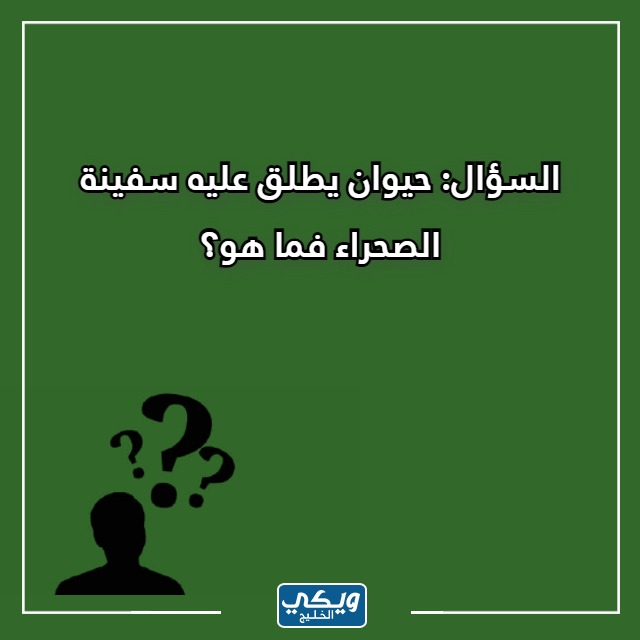 السؤال: حيوان يطلق عليه سفينة
الصحراء فما هو؟
؟
؟
؟
ويكي
الخليج